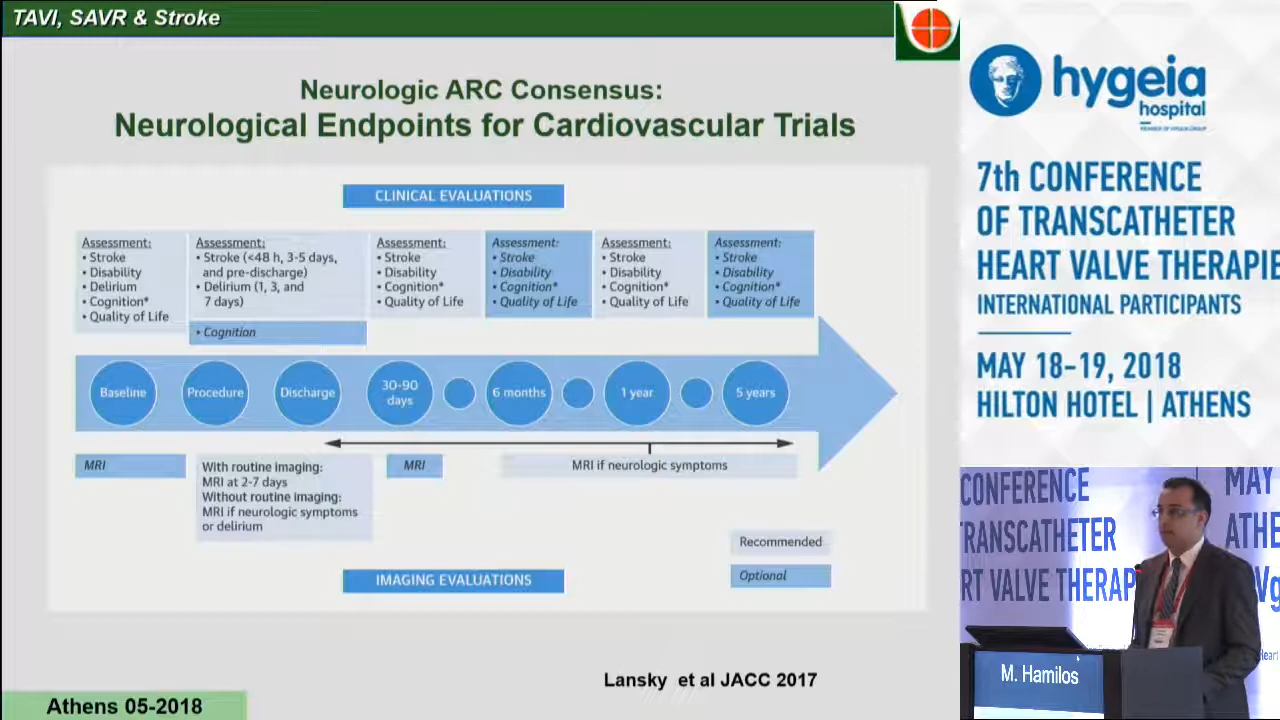 TAVI, SAVR & Stroke
Neurologic ARC Consensus:
Neurological Endpoints for Cardiovascular Trials
CLINICAL EVALUATIONS
Assessment:
• Stroke
• Disability
• Delirium
• Cognition*
• Quality of Life
Assessment:
• Stroke (<48 h, 3-5 days,
and pre-discharge)
• Delirium (1, 3, and
7 days)
• Cognition
Assessment:
• Stroke
• Disability
• Cognition*
• Quality of Life
Assessment:
• Stroke
• Disability
• Cognition*
• Quality of Life
Assessment:
• Stroke
• Disability
• Cognition*
• Quality of Life
Assessment:
• Stroke
• Disability
• Cognition*
• Quality of Life
Baseline
Procedure
Discharge
30-90
days
6 months
1 year
5 years
MRI
With routine imaging:
MRI at 2-7 days
Without routine imaging:
MRI if neurologic symptoms
or delirium
MRI
MRI if neurologic symptoms
Recommended
Optional
IMAGING EVALUATIONS
Lansky et al JACC 2017
Athens 05-2018
hygeia
hospital
MEMBER OF HYGEIA GROUP
7th CONFERENCE
OF TRANSCATHETER
HEART VALVE THERAPIE
INTERNATIONAL PARTICIPANTS
MAY 18-19, 2018
HILTON HOTEL | ATHENS
CONFERENCE
TRANSCATHETER
RT VALVE THERAP
MAY
ATHE
M. Hamilos